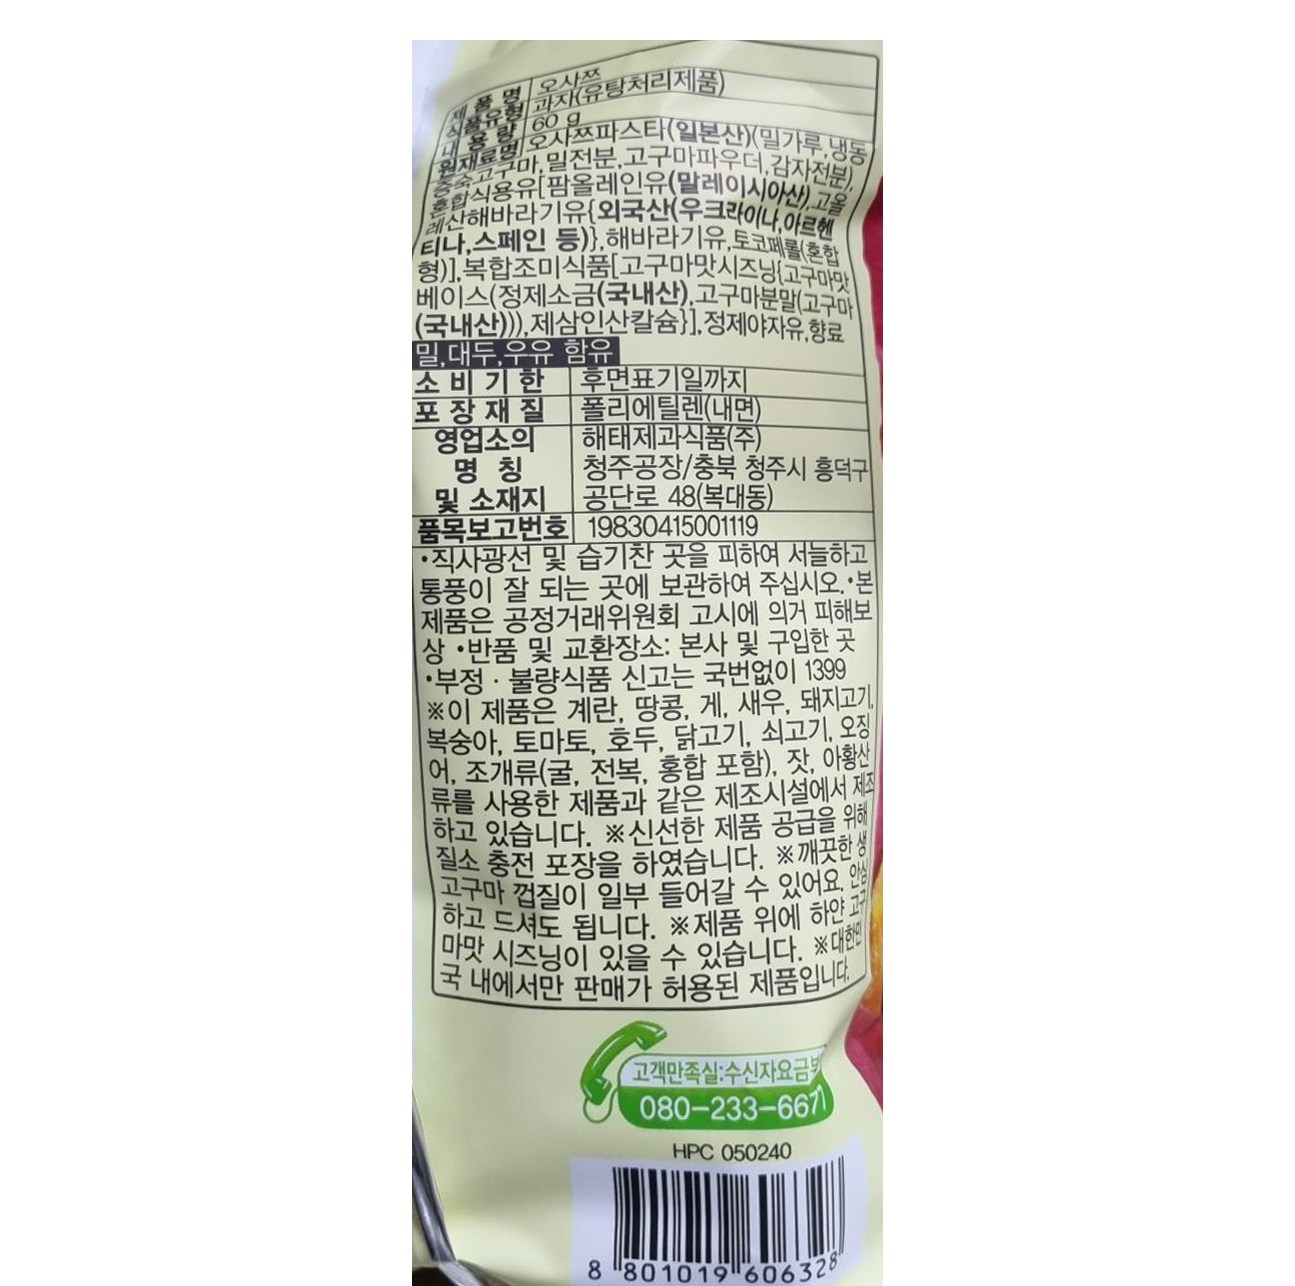 제 품 명 오사쯔
식품유형 과자(유탕처리제품)
내 용 량 60 g
원재료명 오사쯔파스타(일본산)(밀가루,냉동
증숙고구마,밀전분,고구마파우더,감자전분),
혼합식용유[팜올레인유(말레이시아산),고올
레산해바라기유{외국산(우크라이나,아르헨
티나,스페인 등)},해바라기유,토코페롤(혼합
형)],복합조미식품[고구마맛시즈닝{고구마맛
베이스(정제소금(국내산),고구마분말(고구마
(국내산))),제삼인산칼슘}],정제야자유,향료
밀,대두,우유 함유
소 비 기 한 후면표기일까지
포 장 재 질 폴리에틸렌(내면)
영업소의 해태제과식품(주)
명 칭 청주공장/충북 청주시 흥덕구
및 소재지 공단로 48(복대동)
품목보고번호 19830415001119
•직사광선 및 습기찬 곳을 피하여 서늘하고
통풍이 잘 되는 곳에 보관하여 주십시오.•본
제품은 공정거래위원회 고시에 의거 피해보
상 •반품 및 교환장소: 본사 및 구입한 곳
•부정 · 불량식품 신고는 국번없이 1399
※이 제품은 계란, 땅콩, 게, 새우, 돼지고기,
복숭아, 토마토, 호두, 닭고기, 쇠고기, 오징
어, 조개류(굴, 전복, 홍합 포함), 잣, 아황산
류를 사용한 제품과 같은 제조시설에서 제조
하고 있습니다. ※신선한 제품 공급을 위해
질소 충전 포장을 하였습니다. ※깨끗한 생
고구마 껍질이 일부 들어갈 수 있어요, 안심
하고 드셔도 됩니다. ※제품 위에 하얀 고구
마맛 시즈닝이 있을 수 있습니다. ※대한민
국 내에서만 판매가 허용된 제품입니다.
고객만족실:수신자요금부
080-233-6671
HPC 050240
8 801019 606328